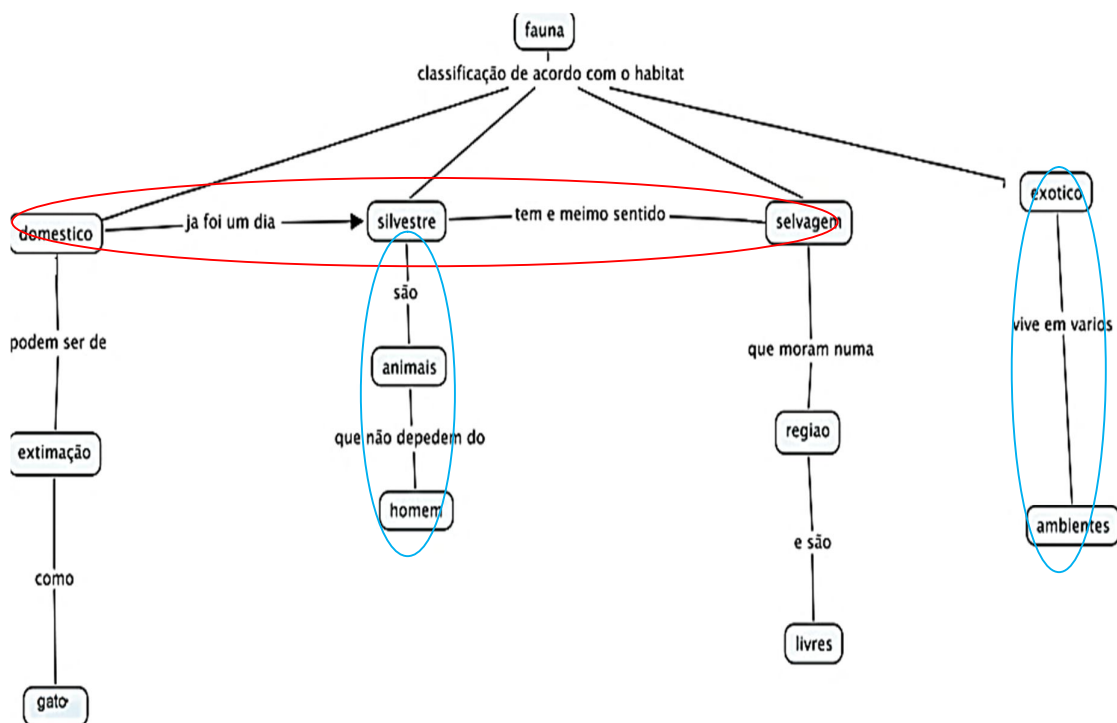 fauna
classificação de acordo com o habitat
exotico
domestico
ja foi um dia
silvestre
tem e meimo sentido
selvagem
são
vive em varios
podem ser de
animais
que moram numa
extimação
que não depedem do
regiao
homem
ambientes
e são
como
livres
gato